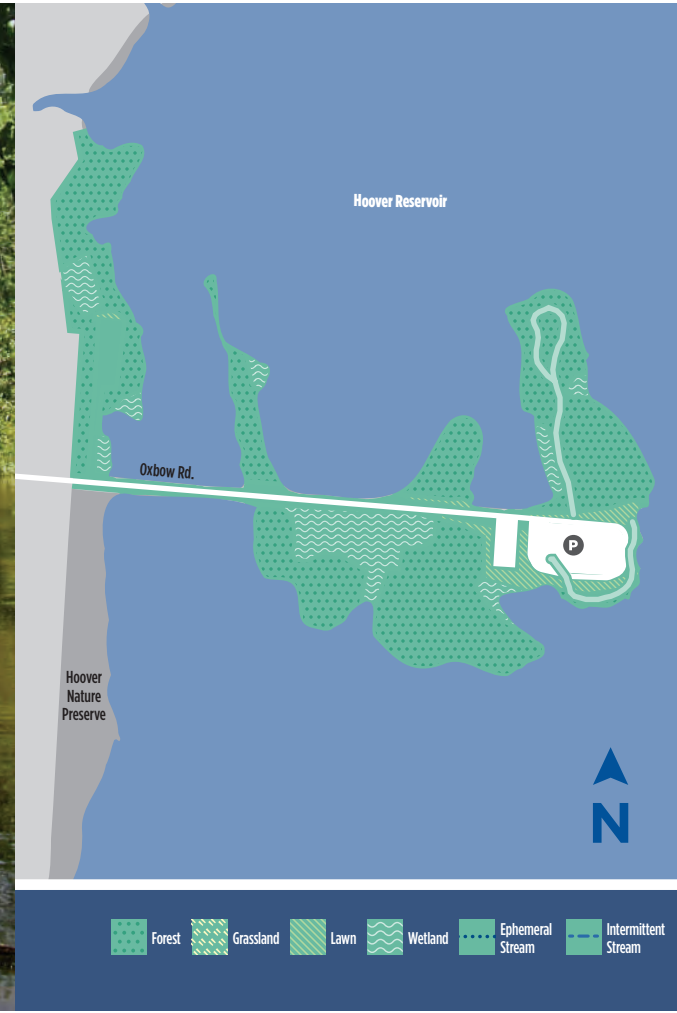 Hoover Reservoir
Oxbow Rd.
P
Hoover
Nature
Preserve
N
Forest
Grassland
Lawn
Wetland
Ephemeral
Stream
Intermittent
Stream